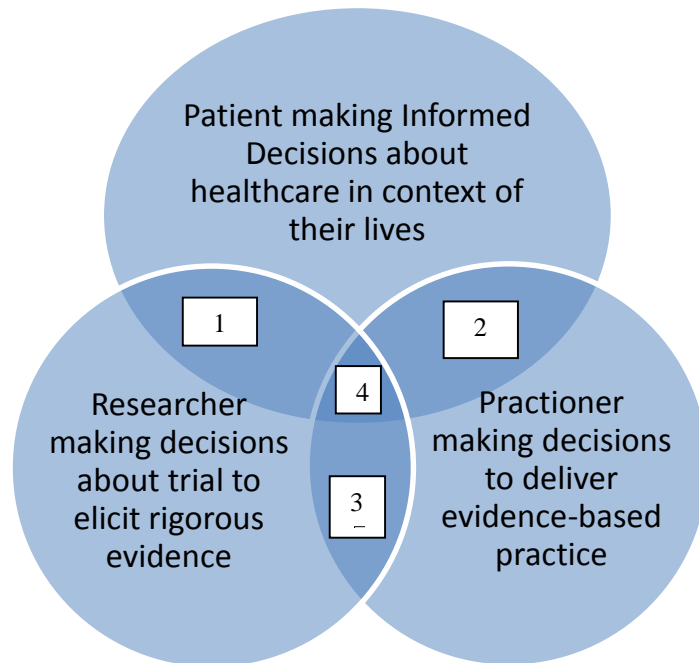 Patient making Informed
Decisions about
healthcare in context of
their lives
1
2
4
Researcher
making decisions
about trial to
elicit rigorous
evidence
3
Practioner
making decisions
to deliver
evidence-based
practice